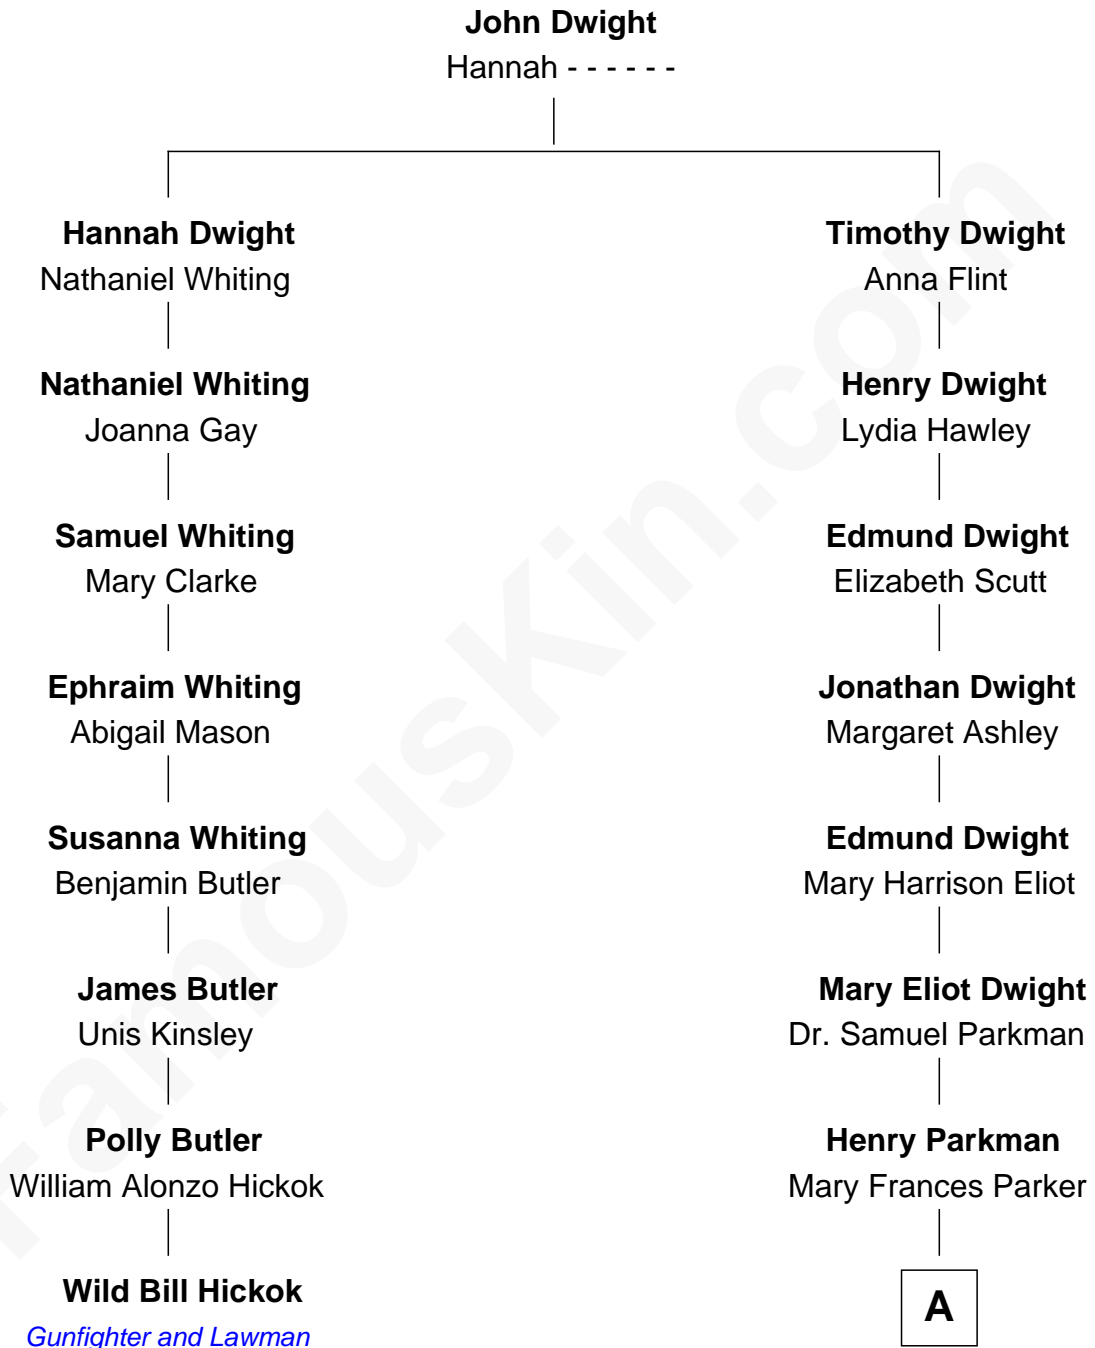 John Dwight
Hannah - - - - - -
Hannah Dwight
Nathaniel Whiting
Timothy Dwight
Anna Flint
Nathaniel Whiting
Joanna Gay
Henry Dwight
Lydia Hawley
Samuel Whiting
Mary Clarke
Edmund Dwight
Elizabeth Scutt
Ephraim Whiting
Abigail Mason
Jonathan Dwight
Margaret Ashley
Susanna Whiting
Benjamin Butler
Edmund Dwight
Mary Harrison Eliot
James Butler
Unis Kinsley
Mary Eliot Dwight
Dr. Samuel Parkman
Polly Butler
William Alonzo Hickok
Henry Parkman
Mary Frances Parker
Wild Bill Hickok
Gunfighter and Lawman
A
FamousKin.com